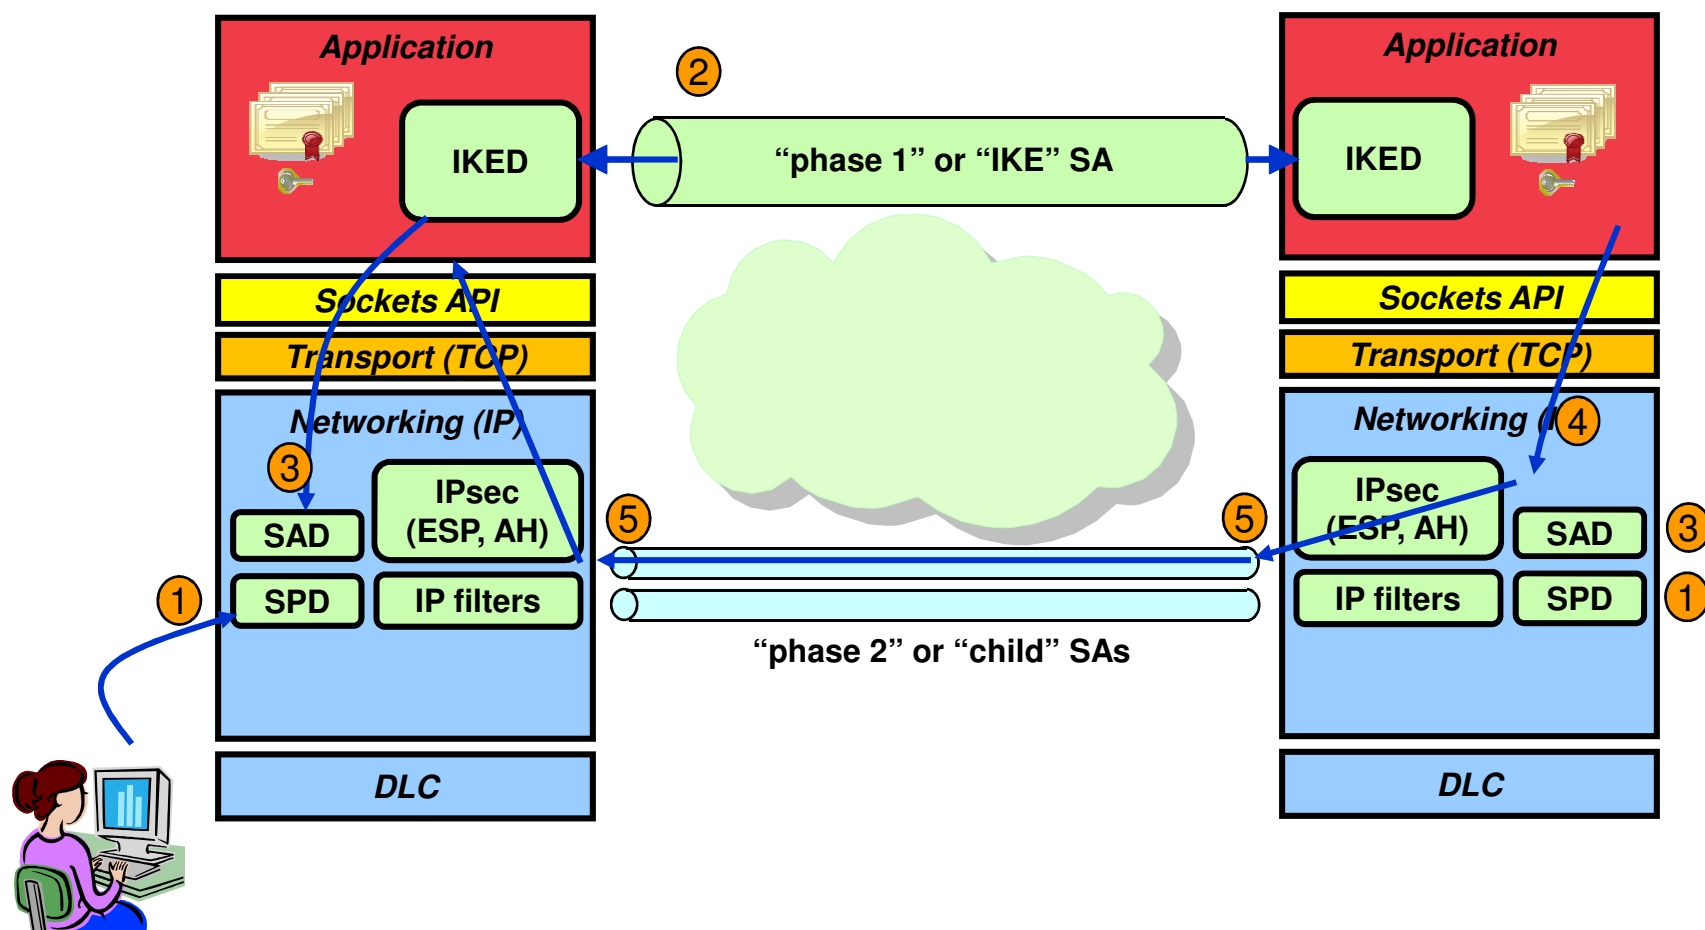 Application
Application
2
IKED
“phase 1” or “IKE” SA
IKED
Sockets API
Sockets API
Transport (TCP)
Transport (TCP)
Networking (IP)
Networking (
4
3
IPsec
(ESP, AH)
IPsec
(ESP, AH)
SAD
5
5
SAD
3
1
SPD
IP filters
IP filters
SPD
1
“phase 2” or “child” SAs
DLC
DLC